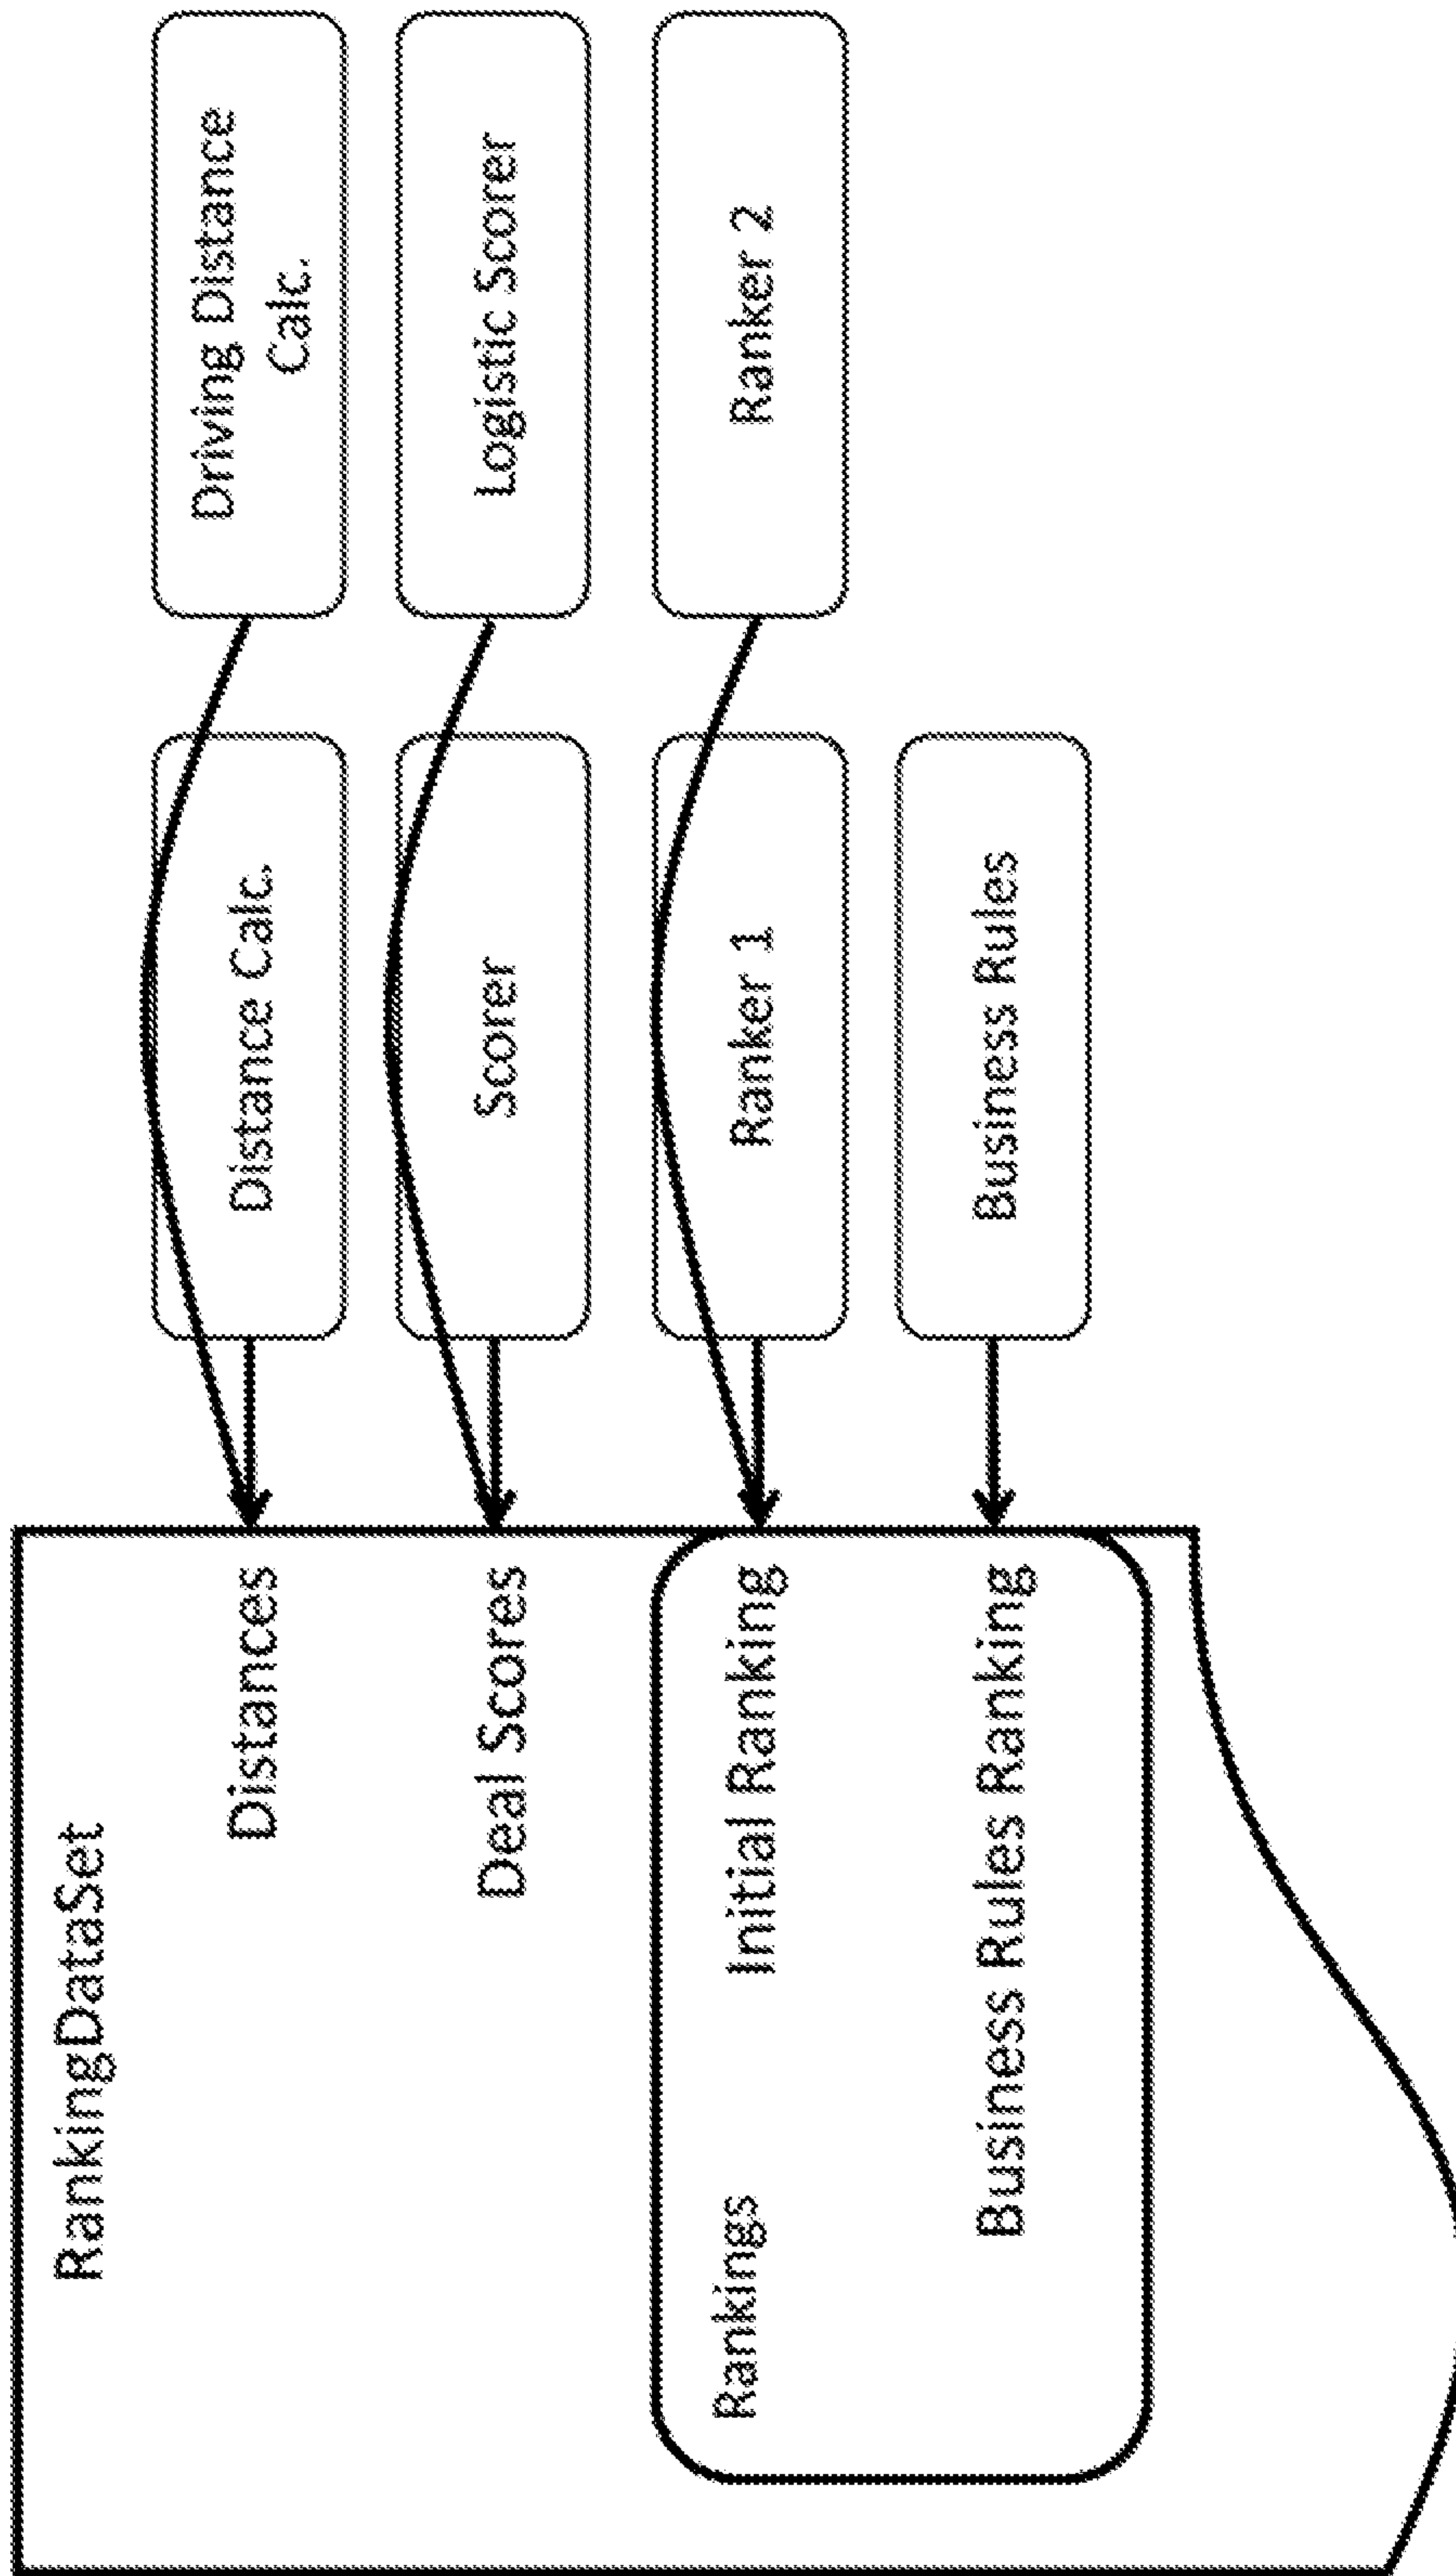 RankingDataSet
Distances
Distance Calc.
Driving Distance
Calc.
Deal Scores
Scorer
Logistic Scorer
Rankings
Initial Ranking
Ranker 1
Ranker 2
Business Rules Ranking
Business Rules